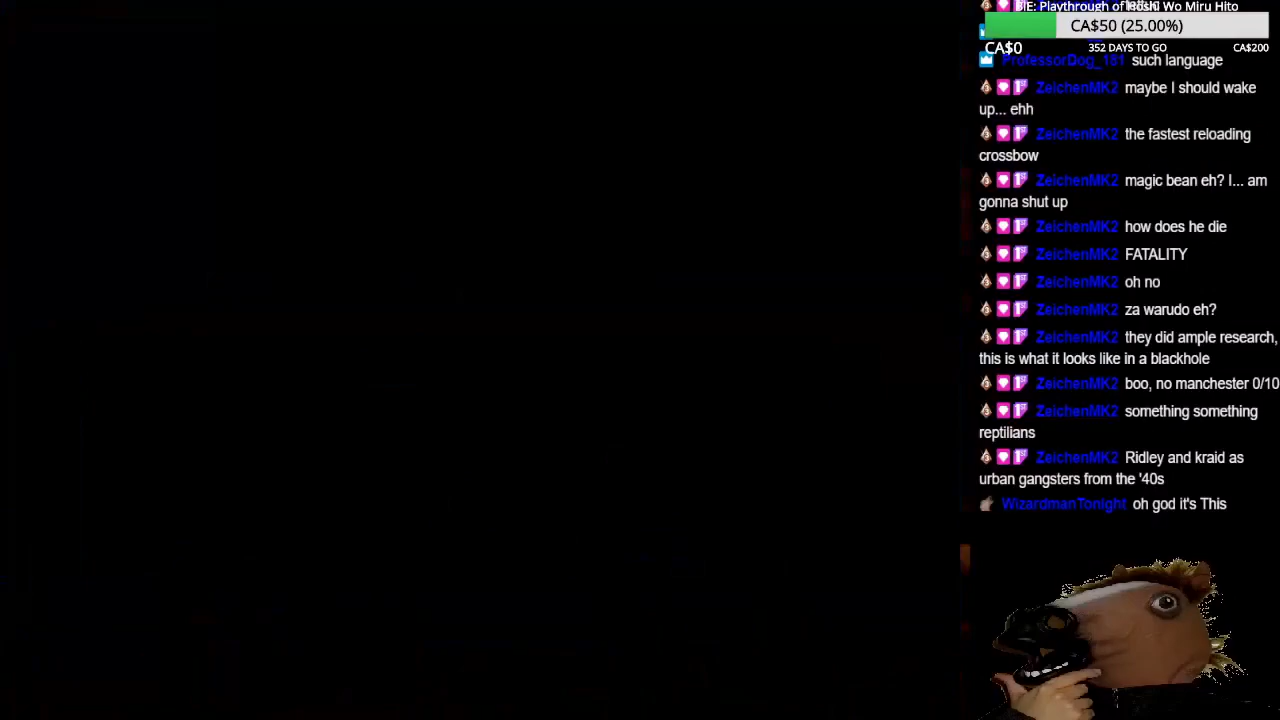 BIE: Playthrough of Hoshi Wo Miru Hito
CA$50 (25.00%)
CA$0
352 DAYS TO GO
CA$200
ProfessorDog_181 such language
ZeichenMK2 maybe I should wake
up... ehh
ZeichenMK2 the fastest reloading
crossbow
ZeichenMK2 magic bean eh? I... am
gonna shut up
ZeichenMK2 how does he die
ZeichenMK2 FATALITY
ZeichenMK2 oh no
ZeichenMK2 za warudo eh?
ZeichenMK2 they did ample research,
this is what it looks like in a blackhole
ZeichenMK2 boo, no manchester 0/10
ZeichenMK2 something something
reptilians
ZeichenMK2 Ridley and kraid as
urban gangsters from the '40s
WizardmanTonight oh god it's This